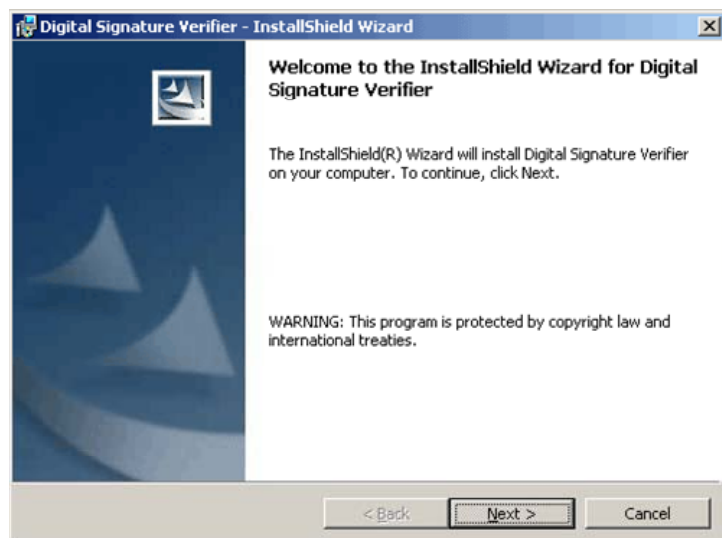 Digital Signature Verifier - InstallShield Wizard
Welcome to the InstallShield Wizard for Digital
Signature Verifier
The InstallShield(R) Wizard will install Digital Signature Verifier
on your computer. To continue, click Next.
WARNING: This program is protected by copyright law and
international treaties.
< Back
Next >
Cancel